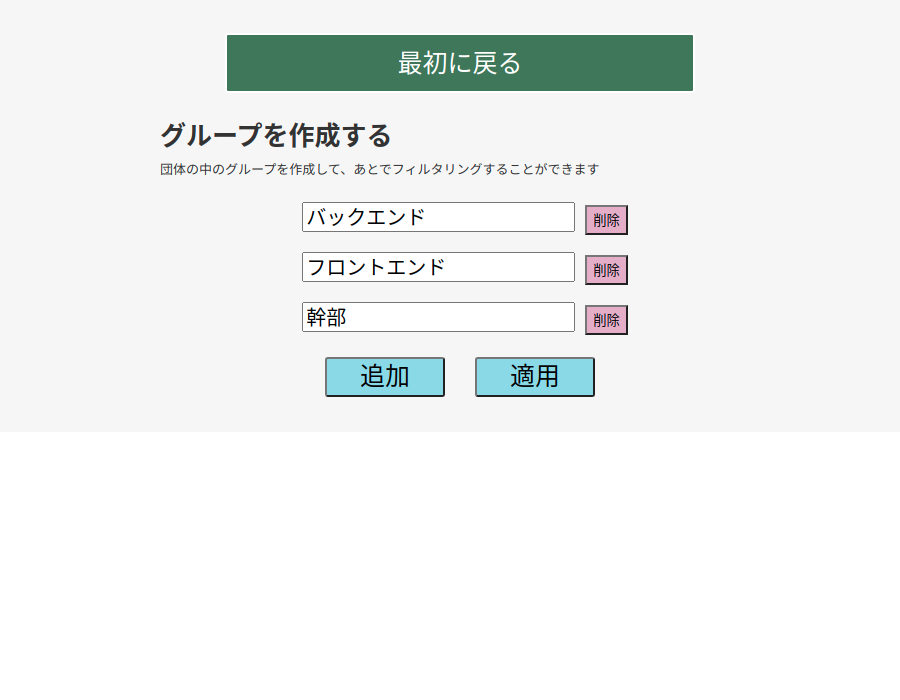 最初に戻る
グループを作成する
団体の中のグループを作成して、あとでフィルタリングすることができます
バックエンド 削除
フロントエンド 削除
幹部 削除
追加 適用